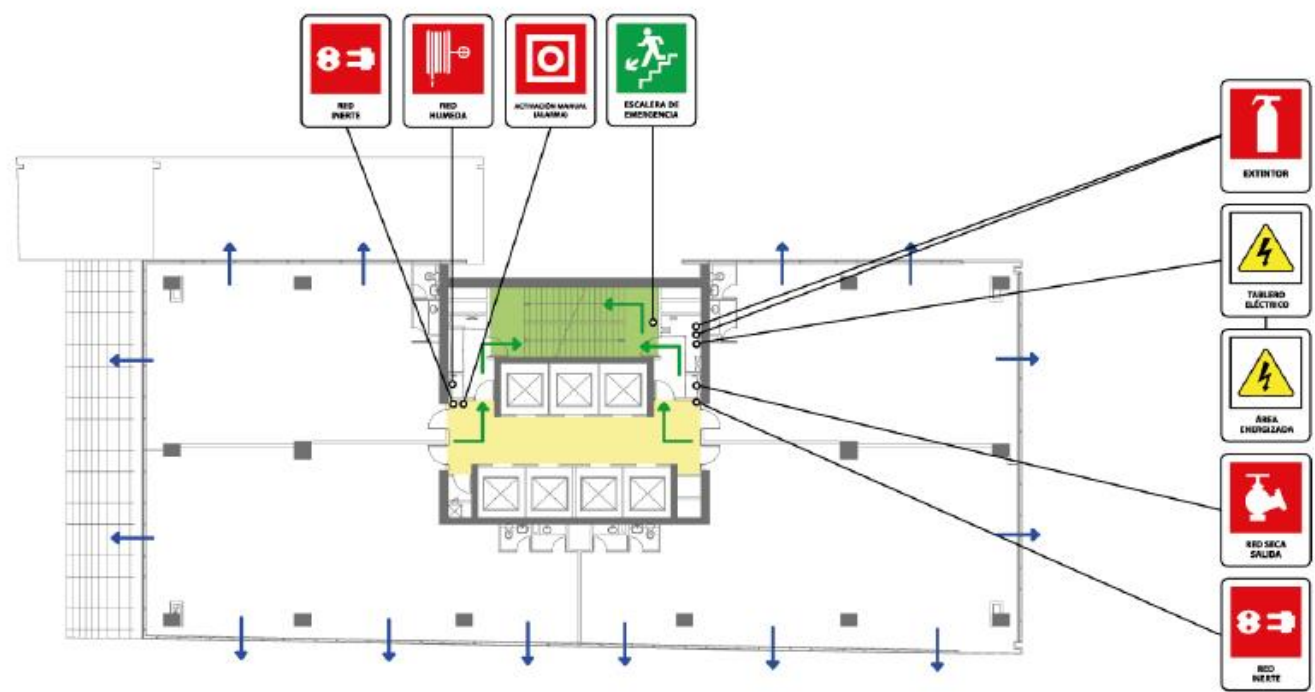 RED
INERTE
RED
HUMEDA
ACTIVACIÓN MANUAL
(ALARMA)
ESCALERA DE
EMERGENCIA
EXTINTOR
TABLERO
ELÉCTRICO
ÁREA
ENERGIZADA
RED SECA
SALIDA
RED
INERTE